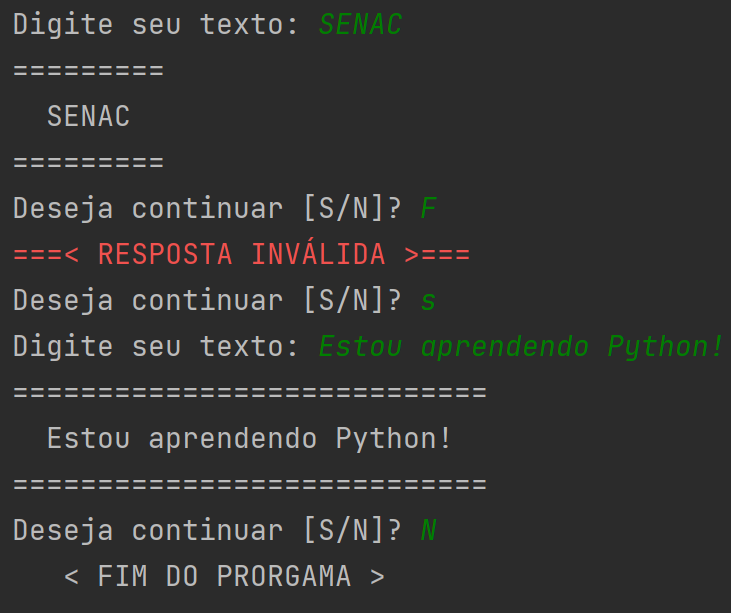 Digite seu texto: SENAC
=========
  SENAC
=========
Deseja continuar [S/N]? F
===< RESPOSTA INVÁLIDA >===
Deseja continuar [S/N]? s
Digite seu texto: Estou aprendendo Python!
============================
  Estou aprendendo Python!
============================
Deseja continuar [S/N]? N
   < FIM DO PRORGAMA >